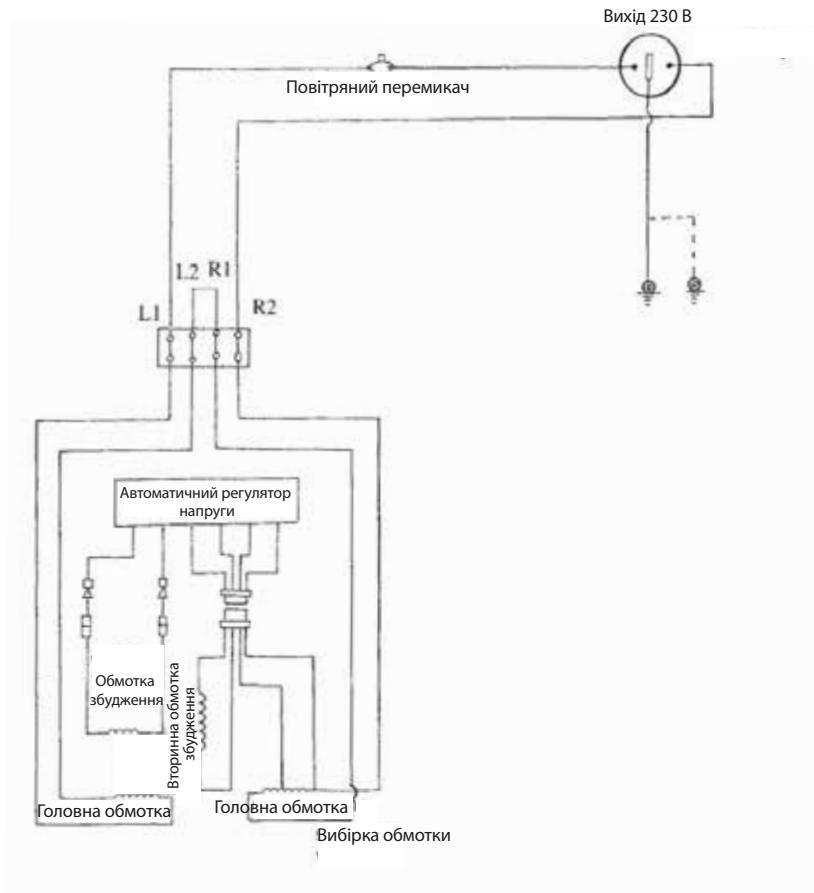 Вихід 230 В
Повітряний перемикач
L2 R1
L1
R2
Автоматичний регулятор
напруги
Обмотка
збудження
Вторинна обмотка
збудження
Головна обмотка
Головна обмотка
Вибірка обмотки